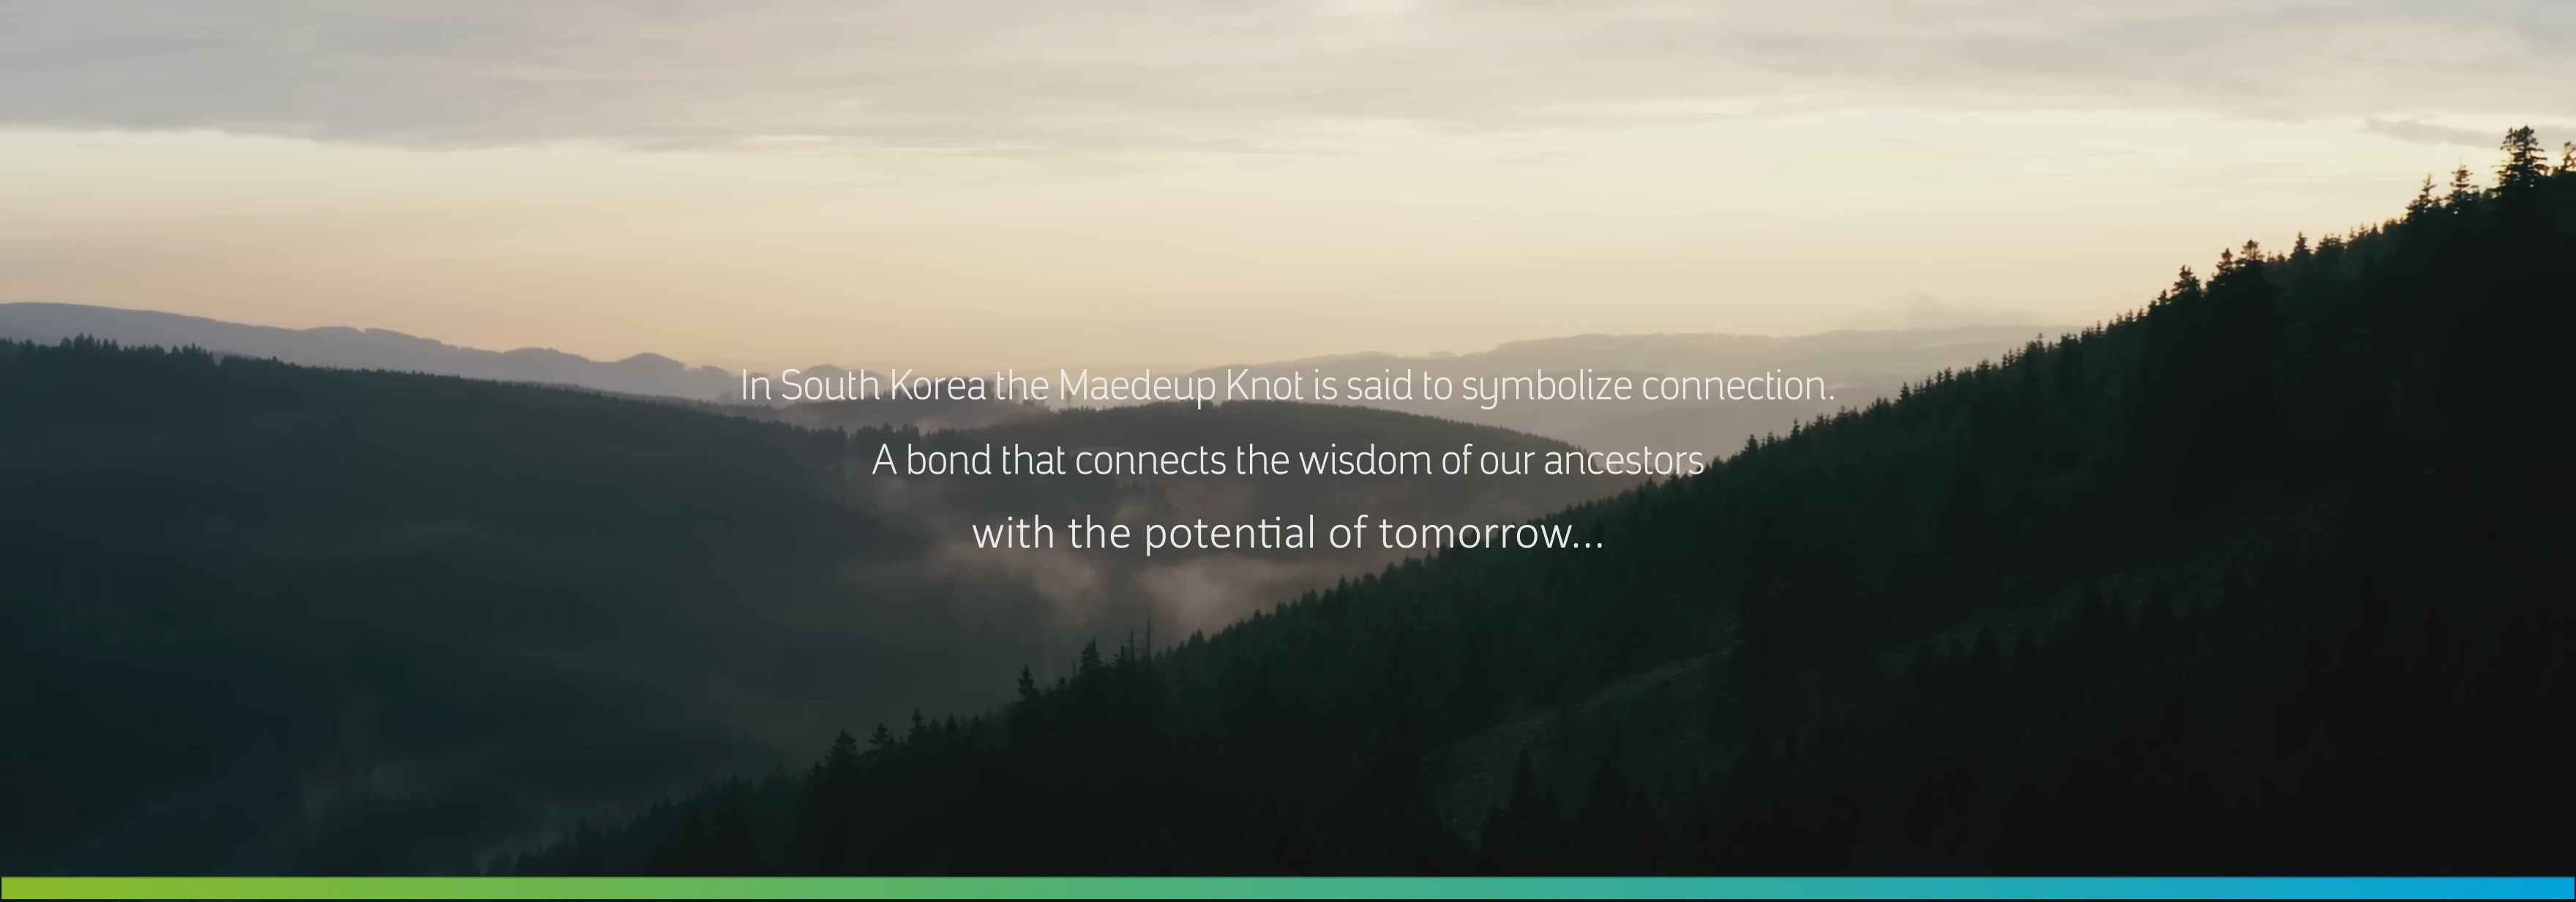 In South Korea the Maedeup Knot is said to symbolize connection.
A bond that connects the wisdom of our ancestors
with the potential of tomorrow...